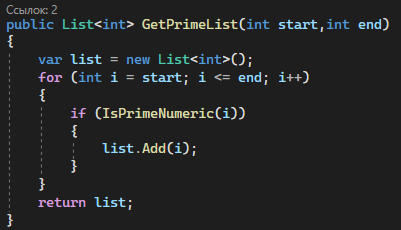 Ссылок: 2
public List<int> GetPrimeList(int start,int end)
{
    var list = new List<int>();
    for (int i = start; i <= end; i++)
    {
        if (IsPrimeNumeric(i))
        {
            list.Add(i);
        }
    }
    return list;
}